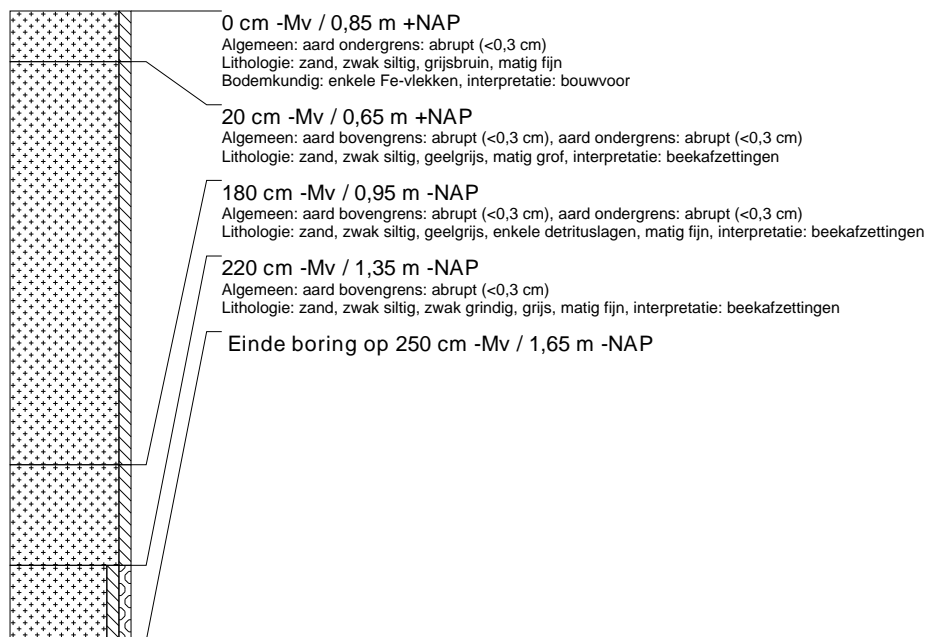 0 cm -Mv / 0,85 m +NAP
Algemeen: aard ondergrens: abrupt (<0,3 cm)
Lithologie: zand, zwak siltig, grijsbruin, matig fijn
Bodemkundig: enkele Fe-vlekken, interpretatie: bouwvoor
20 cm -Mv / 0,65 m +NAP
Algemeen: aard bovengrens: abrupt (<0,3 cm), aard ondergrens: abrupt (<0,3 cm)
Lithologie: zand, zwak siltig, geelgrijs, matig grof, interpretatie: beekafzettingen
180 cm -Mv / 0,95 m -NAP
Algemeen: aard bovengrens: abrupt (<0,3 cm), aard ondergrens: abrupt (<0,3 cm)
Lithologie: zand, zwak siltig, geelgrijs, enkele detrituslagen, matig fijn, interpretatie: beekafzettingen
220 cm -Mv / 1,35 m -NAP
Algemeen: aard bovengrens: abrupt (<0,3 cm)
Lithologie: zand, zwak siltig, zwak grindig, grijs, matig fijn, interpretatie: beekafzettingen
Einde boring op 250 cm -Mv / 1,65 m -NAP